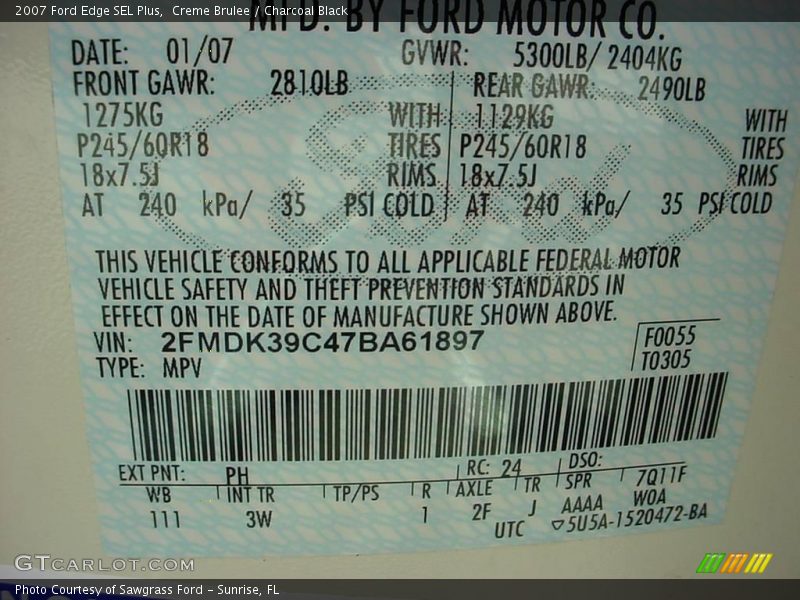 2007 Ford Edge SEL Plus,  Creme Brulee / Charcoal Black
MFD. BY FORD MOTOR CO.
DATE: 01/07 GVWR: 5300LB/ 2404KG
FRONT GAWR: 2810LB REAR GAWR: 2490LB
1275KG WITH 1129KG WITH
P245/60R18 TIRES P245/60R18 TIRES
18x7.5J RIMS 18x7.5J RIMS
AT 240 kPa/ 35 PSI COLD AT 240 kPa/ 35 PSI COLD
THIS VEHICLE CONFORMS TO ALL APPLICABLE FEDERAL MOTOR
VEHICLE SAFETY AND THEFT PREVENTION STANDARDS IN
EFFECT ON THE DATE OF MANUFACTURE SHOWN ABOVE.
VIN: 2FMDK39C47BA61897 F0055
TYPE: MPV T0305
EXT PNT: PH RC: 24 DSO:
WB INT TR TP/PS R AXLE TR SPR 7Q11F
111 3W 1 2F J AAAA WOA
UTC ▽5U5A-1520472-BA
GTCARLOT.COM
Photo Courtesy of Sawgrass Ford - Sunrise, FL